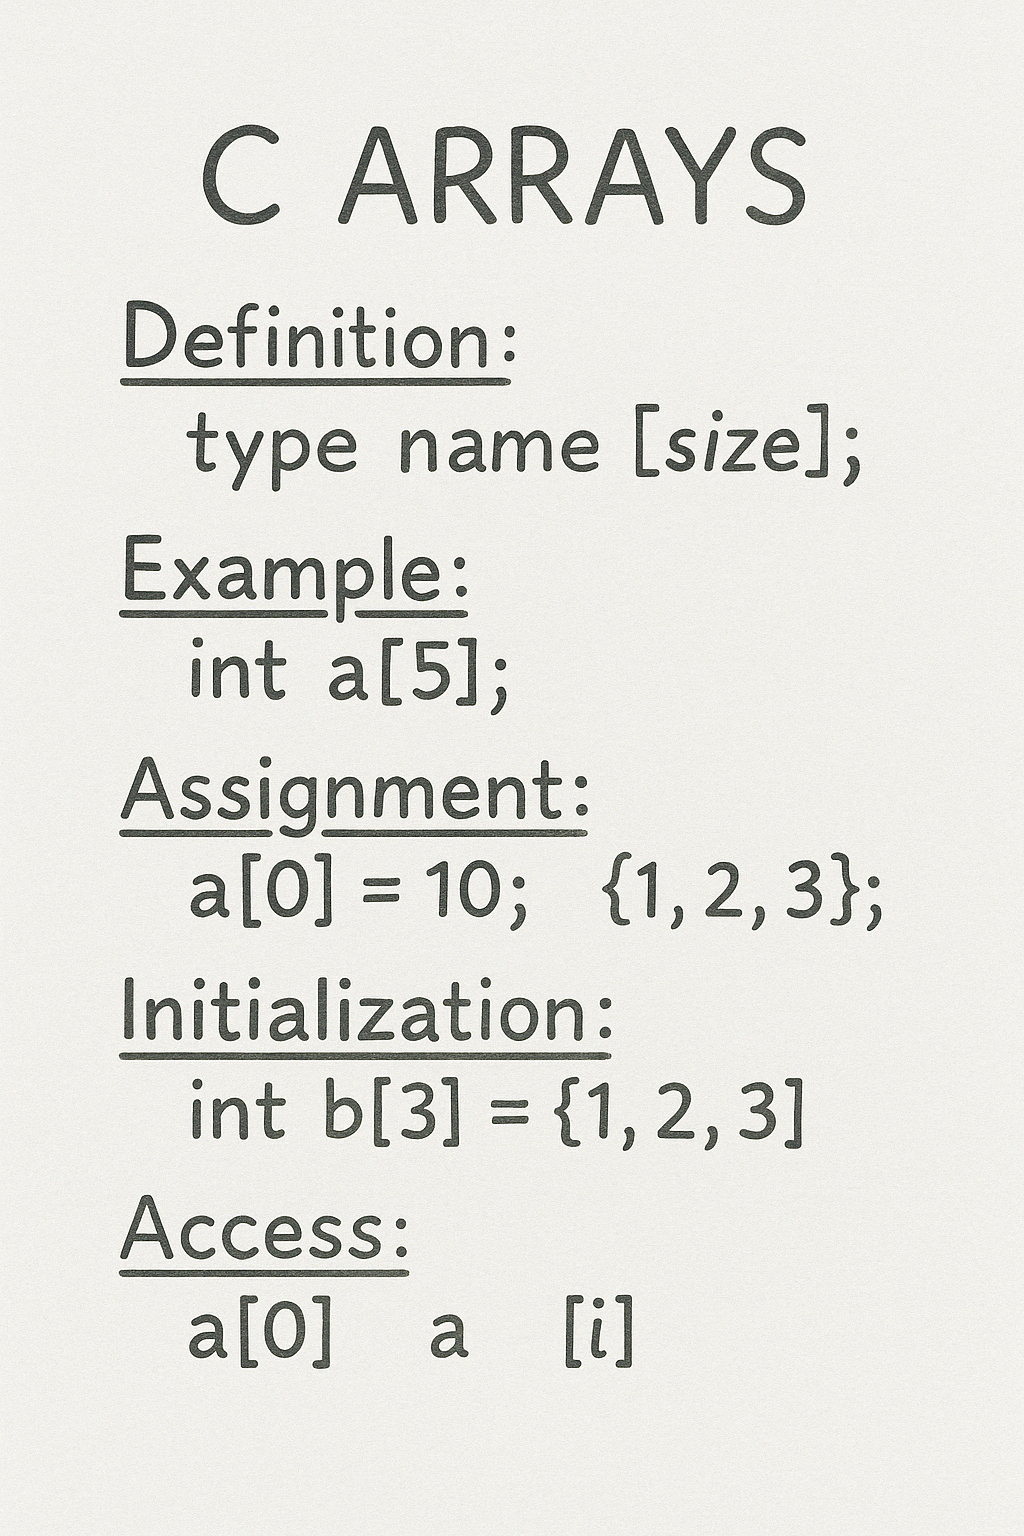 C ARRAYS
Definition:
type name [size];
Example:
int a[5];
Assignment:
a[0] = 10; {1, 2, 3};
Initialization:
int b[3] = {1, 2, 3]
Access:
a[0] a [i]